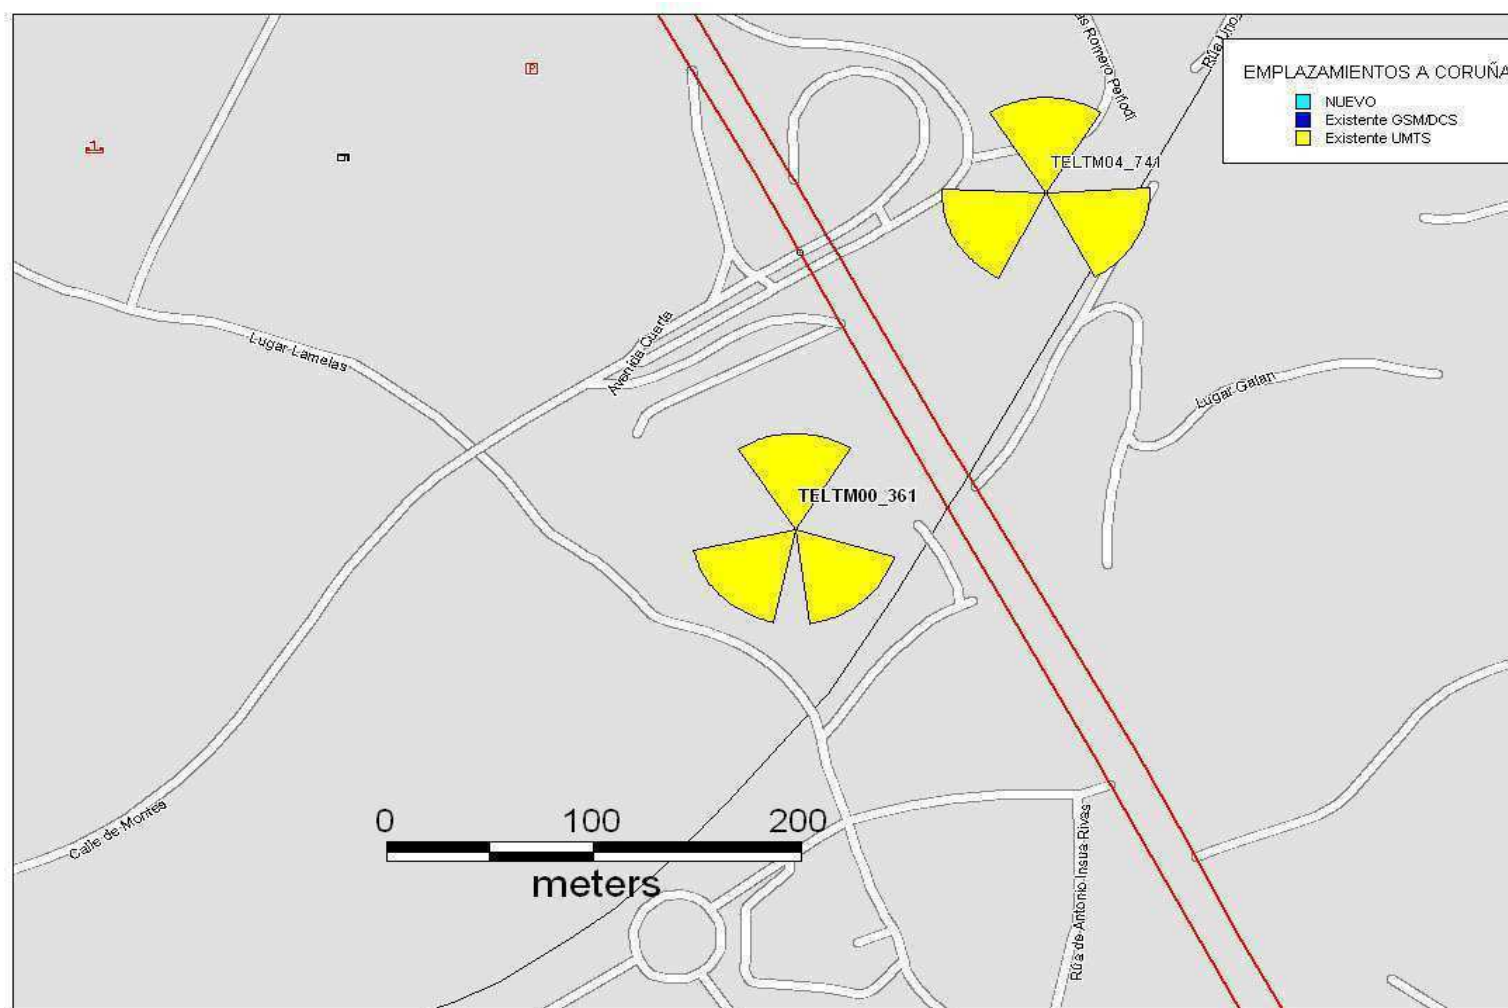 EMPLAZAMIENTOS A CORUÑA
NUEVO
Existente GSM/DCS
Existente UMTS
P
1
TELTM04_741
Lugar Lamelas
Avenida Cuarta
Lugar Galan
TELTM00_361
Calle de Montes
0 100 200
meters
Rúa de Antonio Insua Rivas